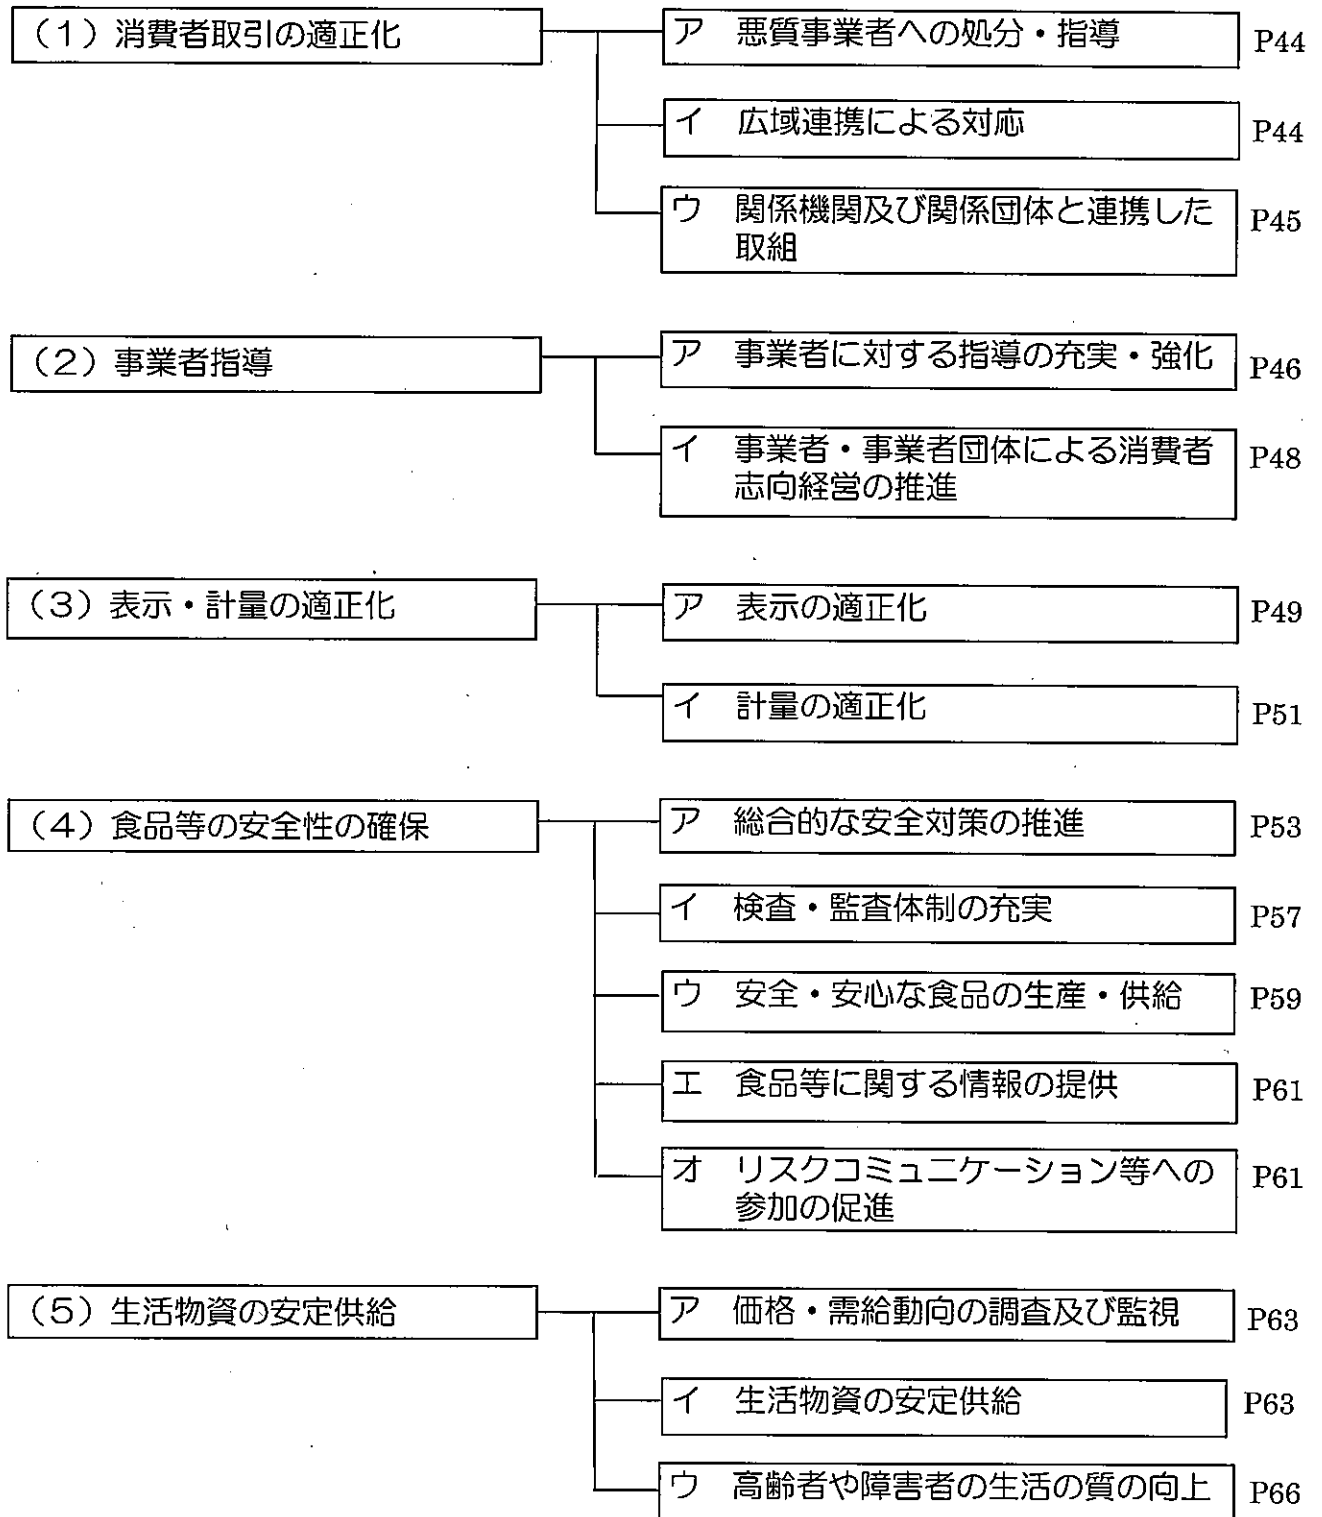 （１）消費者取引の適正化
ア　悪質事業者への処分・指導　P44
イ　広域連携による対応　P44
ウ　関係機関及び関係団体と連携した　P45
取組
（２）事業者指導
ア　事業者に対する指導の充実・強化　P46
イ　事業者・事業者団体による消費者　P48
志向経営の推進
（３）表示・計量の適正化
ア　表示の適正化　P49
イ　計量の適正化　P51
（４）食品等の安全性の確保
ア　総合的な安全対策の推進　P53
イ　検査・監査体制の充実　P57
ウ　安全・安心な食品の生産・供給　P59
エ　食品等に関する情報の提供　P61
オ　リスクコミュニケーション等への　P61
参加の促進
（５）生活物資の安定供給
ア　価格・需給動向の調査及び監視　P63
イ　生活物資の安定供給　P63
ウ　高齢者や障害者の生活の質の向上　P66